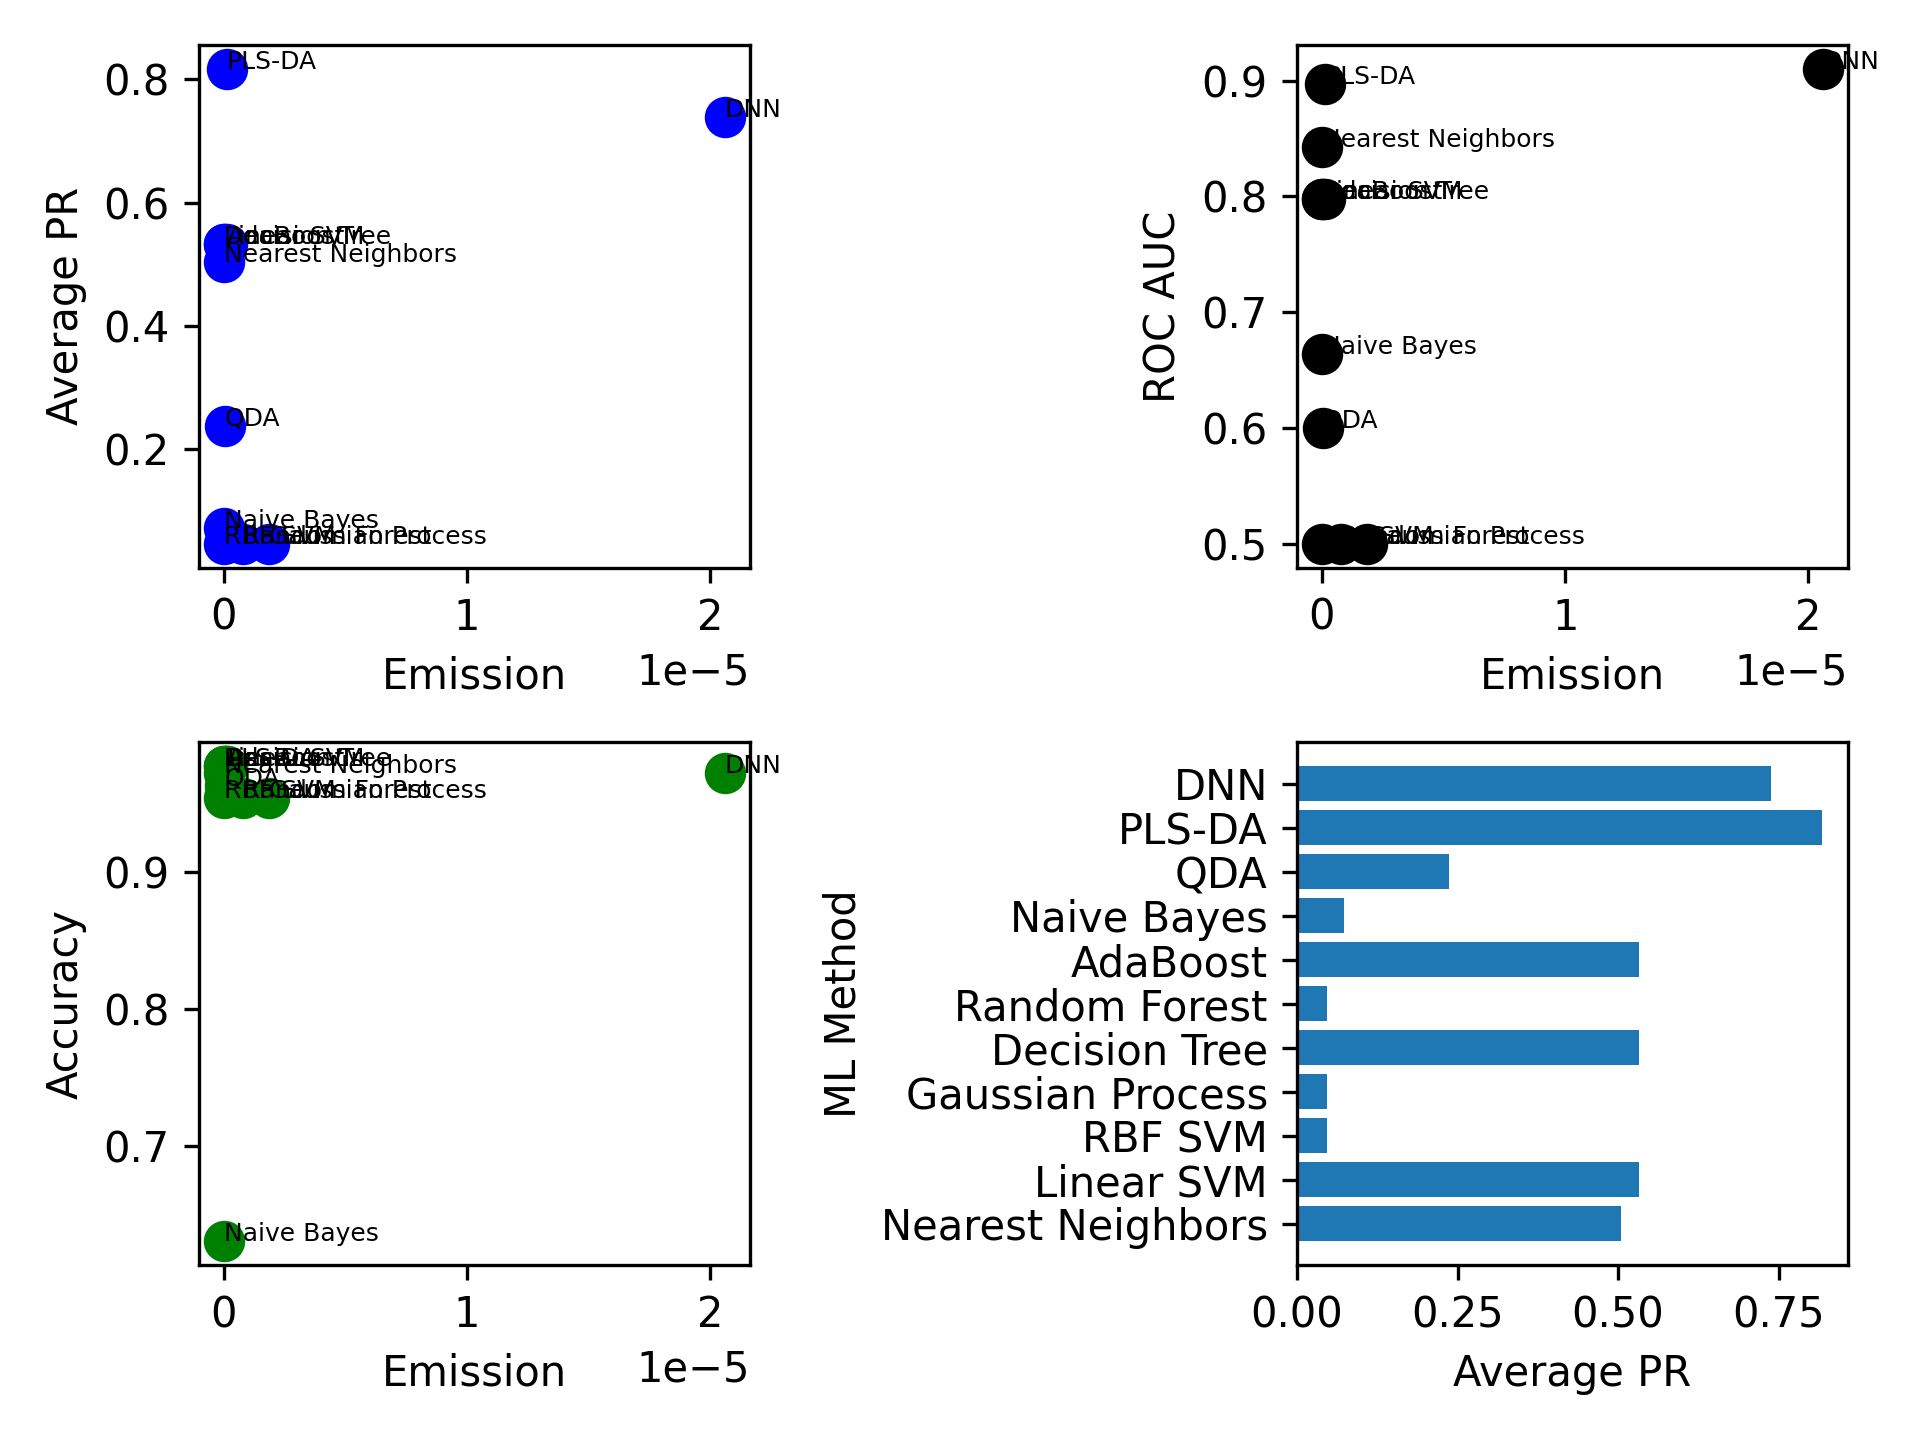 0.8
0.6
0.4
0.2
Average PR
PLS-DA
DNN
Nearest Neighbors
QDA
Naive Bayes
0
1
2
1e−5
Emission
0.9
0.8
0.7
0.6
0.5
ROC AUC
PLS-DA
DNN
Nearest Neighbors
Naive Bayes
QDA
0
1
2
1e−5
Emission
0.9
0.8
0.7
Accuracy
Nearest Neighbors
QDA
DNN
Naive Bayes
0
1
2
1e−5
Emission
ML Method
DNN
PLS-DA
QDA
Naive Bayes
AdaBoost
Random Forest
Decision Tree
Gaussian Process
RBF SVM
Linear SVM
Nearest Neighbors
0.00
0.25
0.50
0.75
Average PR